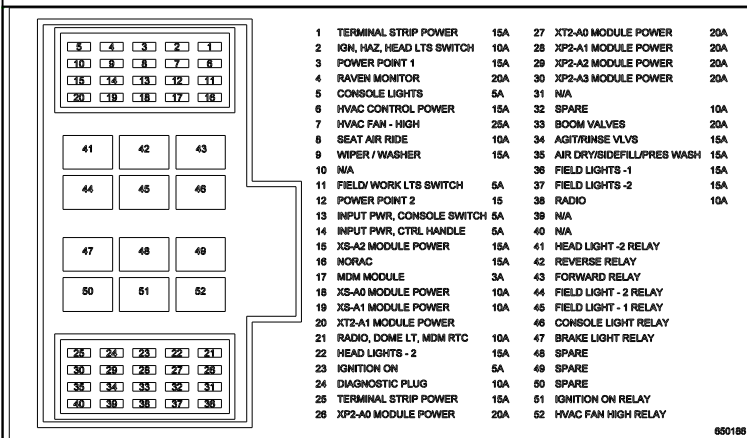 5 4 3 2 1
10 9 8 7 6
15 14 13 12 11
20 19 18 17 16
41 42 43
44 45 46
47 48 49
50 51 52
25 24 23 22 21
30 29 28 27 26
35 34 33 32 31
40 39 38 37 36
1 TERMINAL STRIP POWER 15A
2 IGN, HAZ, HEAD LTS SWITCH 10A
3 POWER POINT 1 15A
4 RAVEN MONITOR 20A
5 CONSOLE LIGHTS 5A
6 HVAC CONTROL POWER 15A
7 HVAC FAN - HIGH 25A
8 SEAT AIR RIDE 10A
9 WIPER / WASHER 15A
10 N/A
11 FIELD/ WORK LTS SWITCH 5A
12 POWER POINT 2 15
13 INPUT PWR, CONSOLE SWITCH 5A
14 INPUT PWR, CTRL HANDLE 5A
15 XS-A2 MODULE POWER 15A
16 NORAC 15A
17 MDM MODULE 3A
18 XS-A0 MODULE POWER 10A
19 XS-A1 MODULE POWER 10A
20 XT2-A1 MODULE POWER
21 RADIO, DOME LT, MDM RTC 10A
22 HEAD LIGHTS - 2 15A
23 IGNITION ON 5A
24 DIAGNOSTIC PLUG 10A
25 TERMINAL STRIP POWER 15A
26 XP2-A0 MODULE POWER 20A
27 XT2-A0 MODULE POWER 20A
28 XP2-A1 MODULE POWER 20A
29 XP2-A2 MODULE POWER 20A
30 XP2-A3 MODULE POWER 20A
31 N/A
32 SPARE 10A
33 BOOM VALVES 20A
34 AGIT/RINSE VLVS 15A
35 AIR DRY/SIDEFILL/PRES WASH 15A
36 FIELD LIGHTS -1 15A
37 FIELD LIGHTS -2 15A
38 RADIO 10A
39 N/A
40 N/A
41 HEAD LIGHT -2 RELAY
42 REVERSE RELAY
43 FORWARD RELAY
44 FIELD LIGHT - 2 RELAY
45 FIELD LIGHT - 1 RELAY
46 CONSOLE LIGHT RELAY
47 BRAKE LIGHT RELAY
48 SPARE
49 SPARE
50 SPARE
51 IGNITION ON RELAY
52 HVAC FAN HIGH RELAY
650186